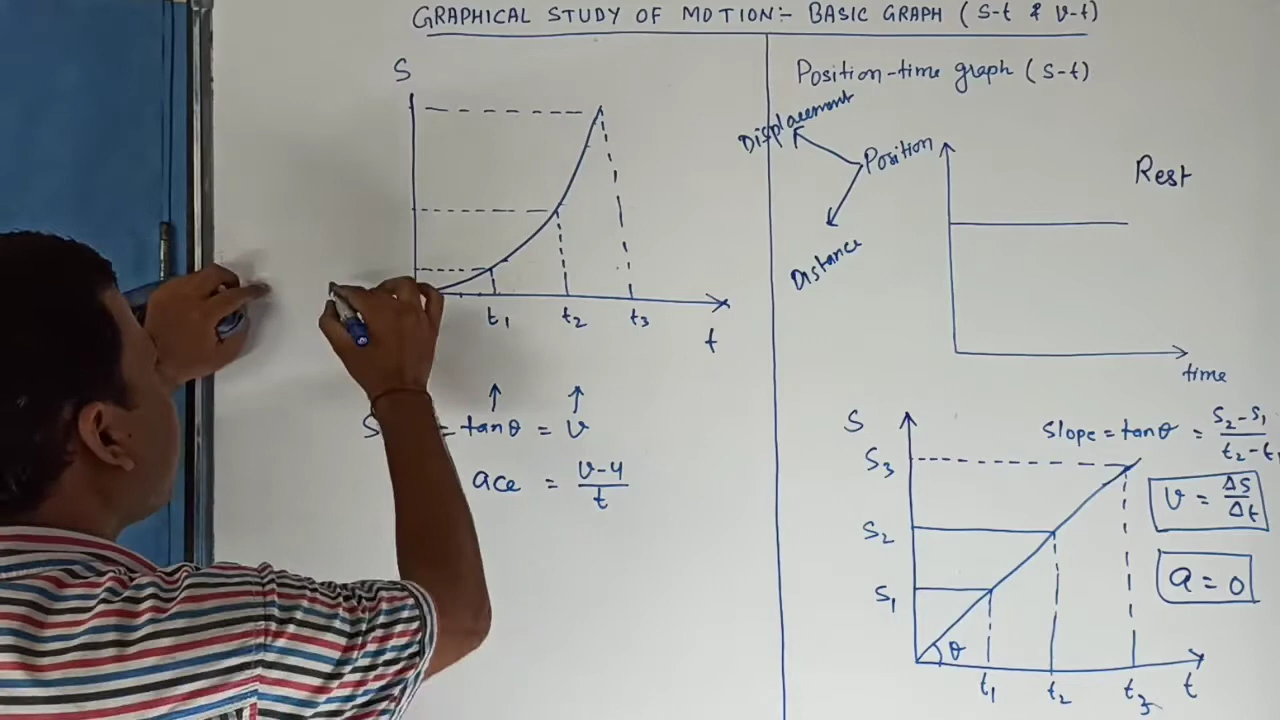 GRAPHICAL STUDY OF MOTION:- BASIC GRAPH (S-t & v-t)
S
t1 t2 t3
t
= tanθ = v
ace = v-u / t
Position-time graph (s-t)
Displacement
Position
Distance
Rest
time
S
S3
S2
S1
θ
t1 t2 t3
t
Slope = tanθ = S2-S1 / t2-t1
v = Δs / Δt
a = 0